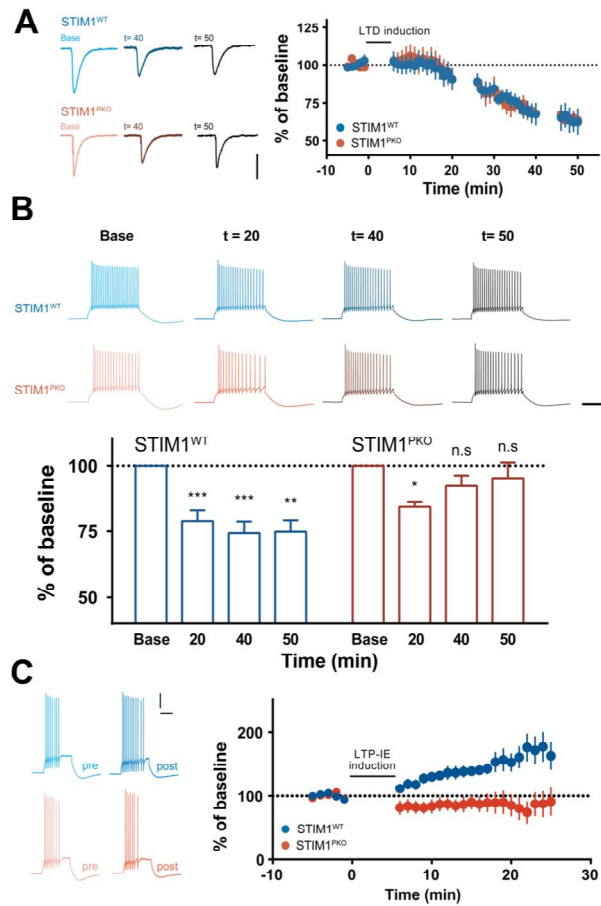 A
STIM1WT
Base
t= 40
t= 50
STIM1PKO
Base
t= 40
t= 50
LTD induction
% of baseline
125
100
75
50
STIM1WT
STIM1PKO
-10 0 10 20 30 40 50
Time (min)
B
Base t = 20 t= 40 t= 50
STIM1WT
STIM1PKO
STIM1WT STIM1PKO
n.s n.s
*** *** ** *
% of baseline
100
75
50
Base 20 40 50 Base 20 40 50
Time (min)
C
pre post
pre post
LTP-IE
induction
% of baseline
200
100
0
STIM1WT
STIM1PKO
-10 0 10 20 30
Time (min)